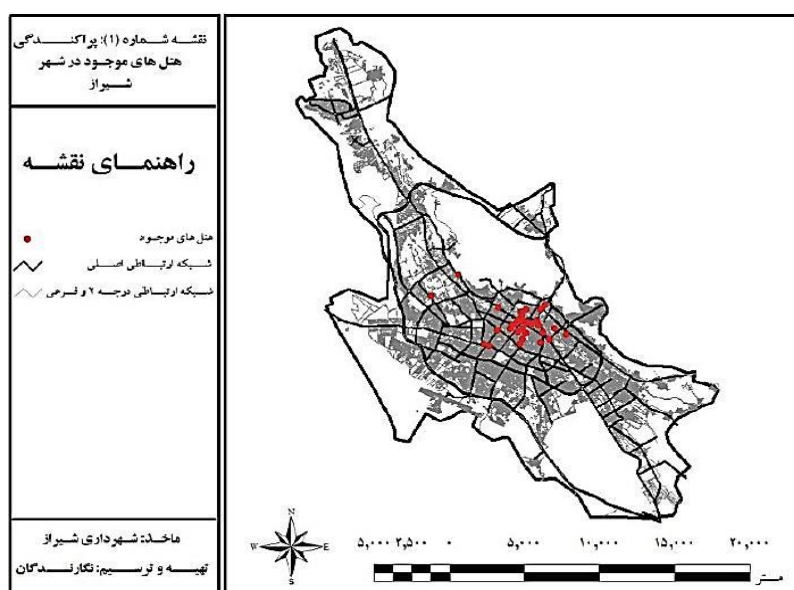 نقشه شماره (1): پراکندگی
هتل های موجود در شهر
شیراز
راهنمای نقشه
هتل های موجود
شبکه ارتباطی اصلی
شبکه ارتباطی درجه ۲ و فرعی
ماخذ: شهرداری شیراز
تهیه و ترسیم: نگارندگان
N
W E
S
۵,۰۰۰ ۲,۵۰۰ ۰ ۵,۰۰۰ ۱۰,۰۰۰ ۱۵,۰۰۰ ۲۰,۰۰۰
متر